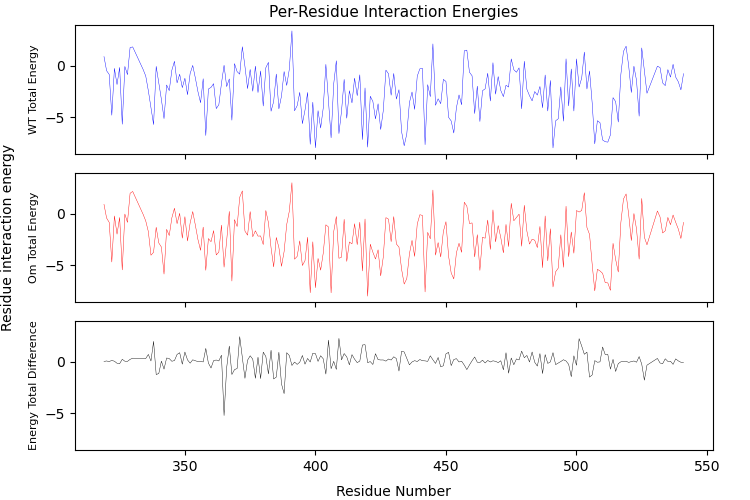 Per-Residue Interaction Energies
Residue interaction energy
WT Total Energy
0
−5
Om Total Energy
0
−5
Energy Total Difference
0
−5
350 400 450 500 550
Residue Number